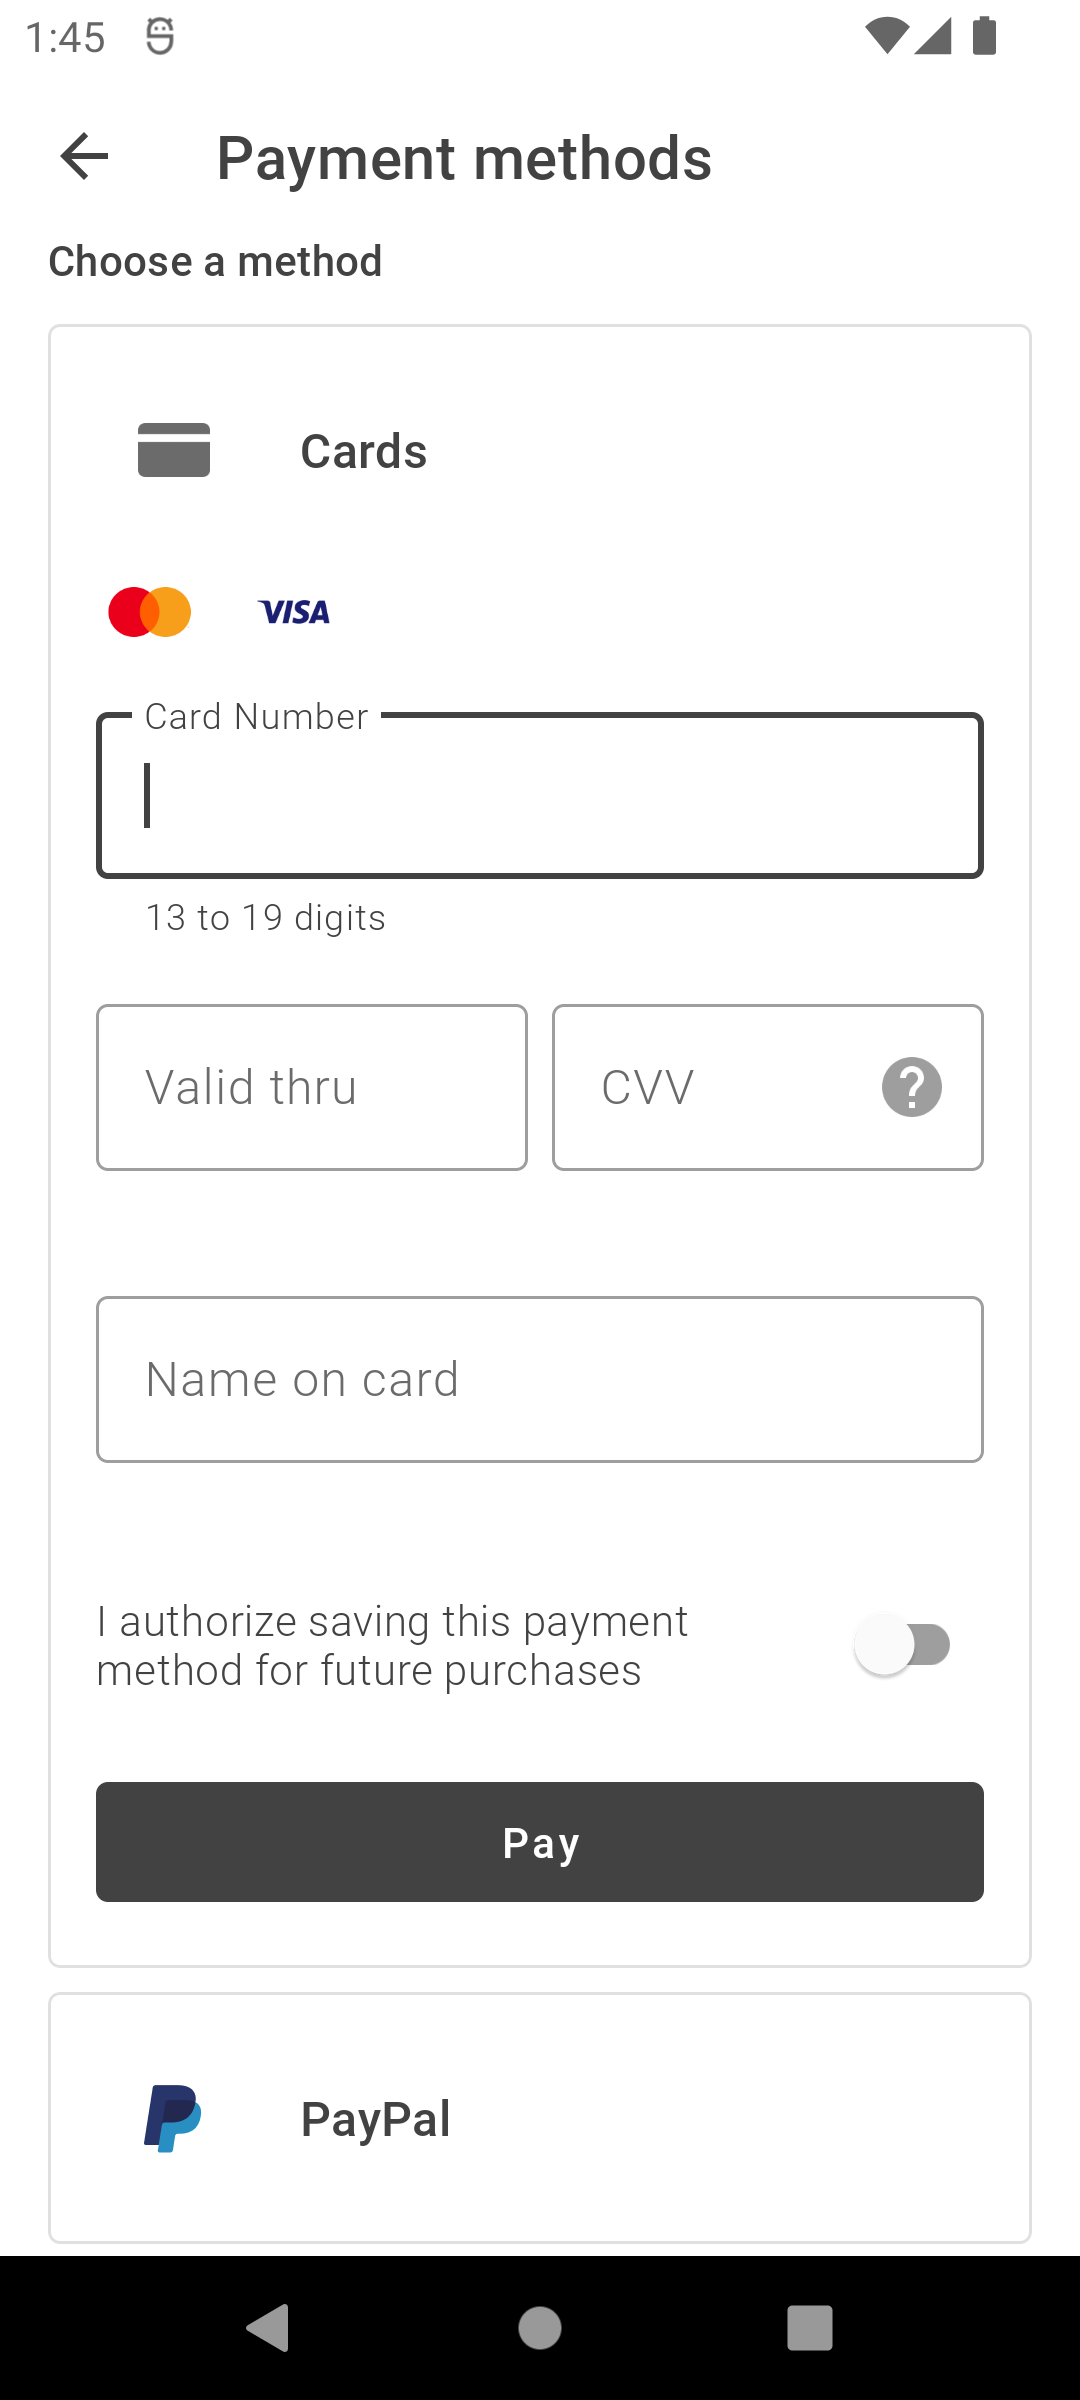 1:45
Payment methods
Choose a method
Cards
VISA
Card Number
13 to 19 digits
Valid thru
CVV
Name on card
I authorize saving this payment
method for future purchases
Pay
PayPal